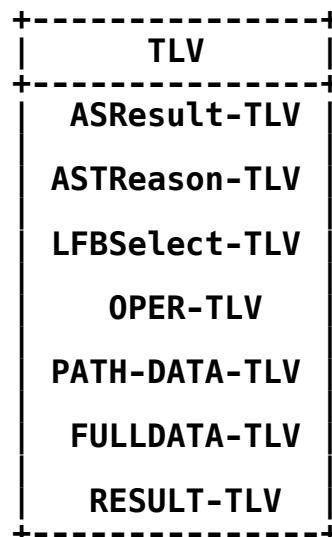 TLV
ASResult-TLV
ASTReason-TLV
LFBSelect-TLV
OPER-TLV
PATH-DATA-TLV
FULLDATA-TLV
RESULT-TLV